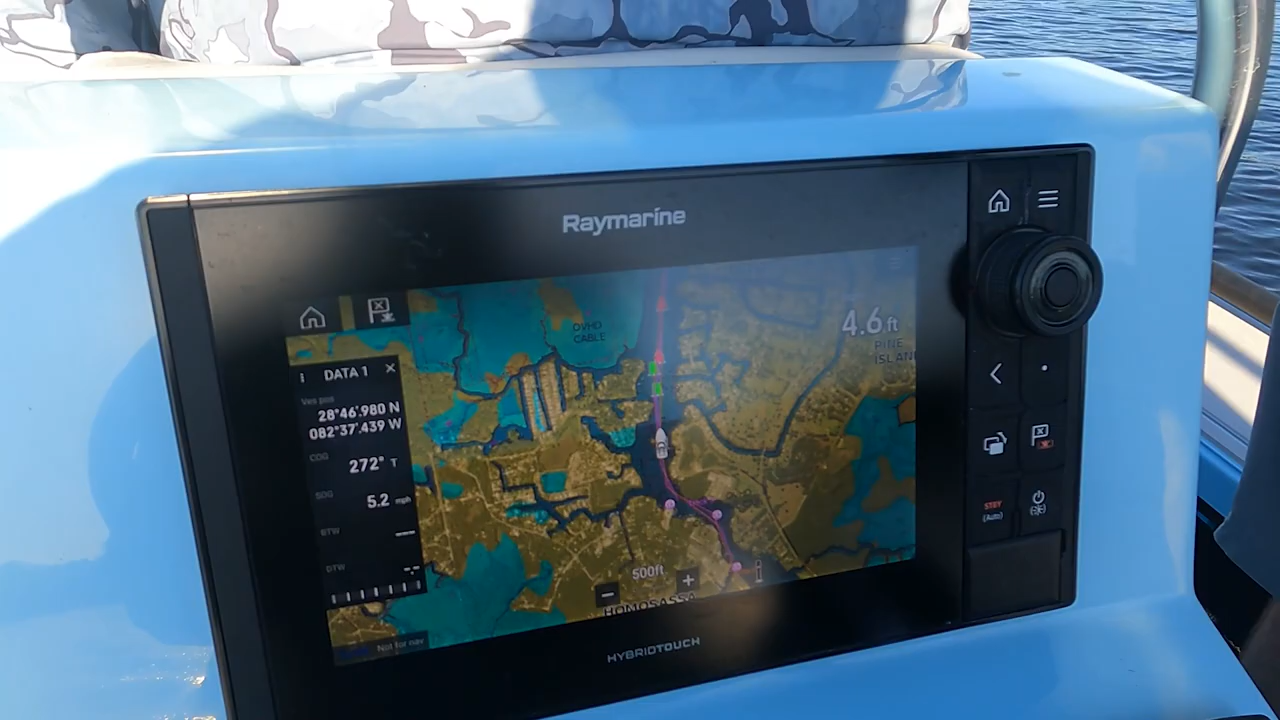 Raymarine
OVHD
CABLE
4.6 ft
PINE
ISLAN
i DATA 1 ✕
Ves pos
28°46'.980 N
082°37'.439 W
COG
272° T
SOG
5.2 mph
BTW
---
DTW
500ft
HOMOSASSA
Not for nav
HYBRIDTOUCH
STBY
(Auto)